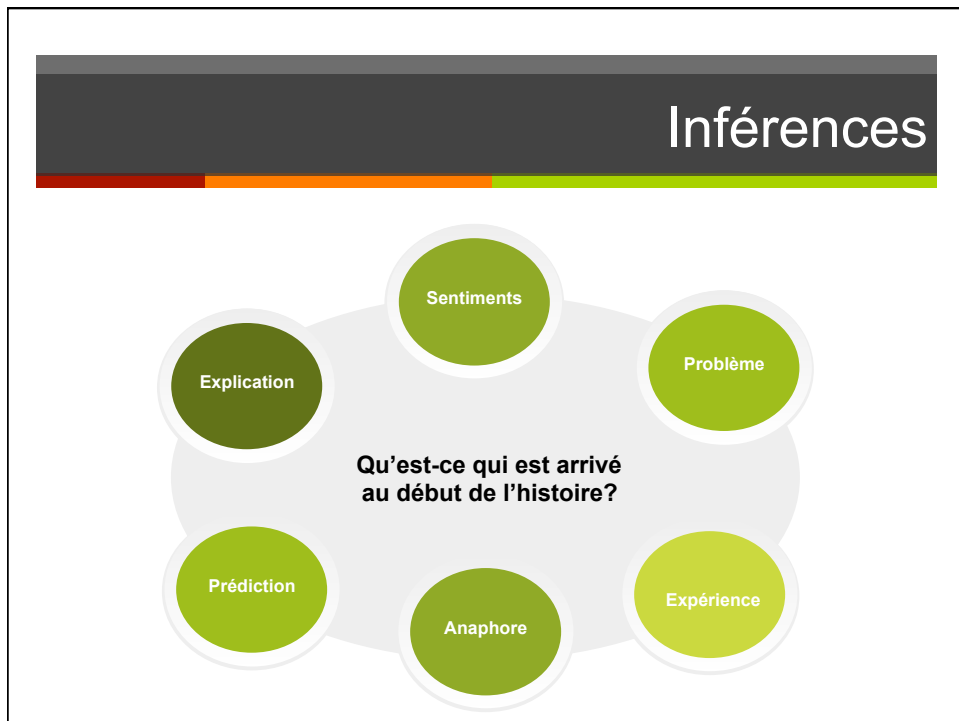 Inférences
Sentiments
Problème
Explication
Qu'est-ce qui est arrivé
au début de l'histoire?
Prédiction
Expérience
Anaphore